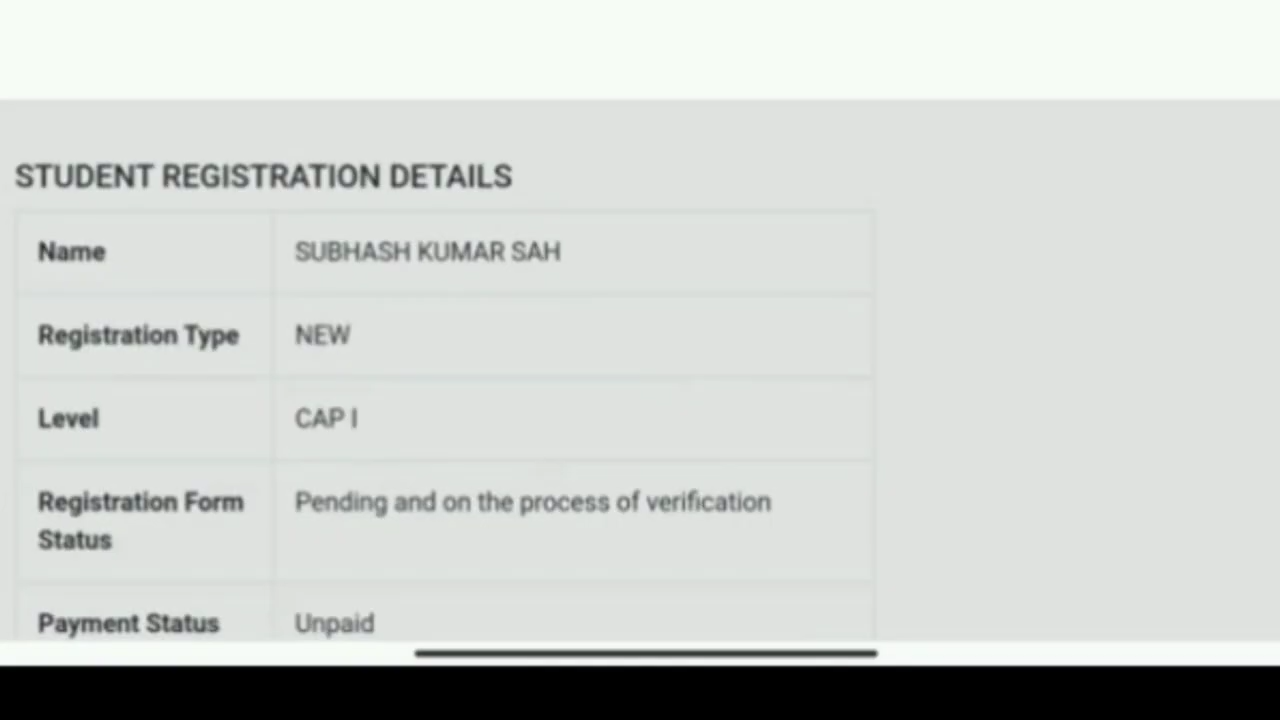 STUDENT REGISTRATION DETAILS
Name SUBHASH KUMAR SAH
Registration Type NEW
Level CAP I
Registration Form Pending and on the process of verification
Status
Payment Status Unpaid